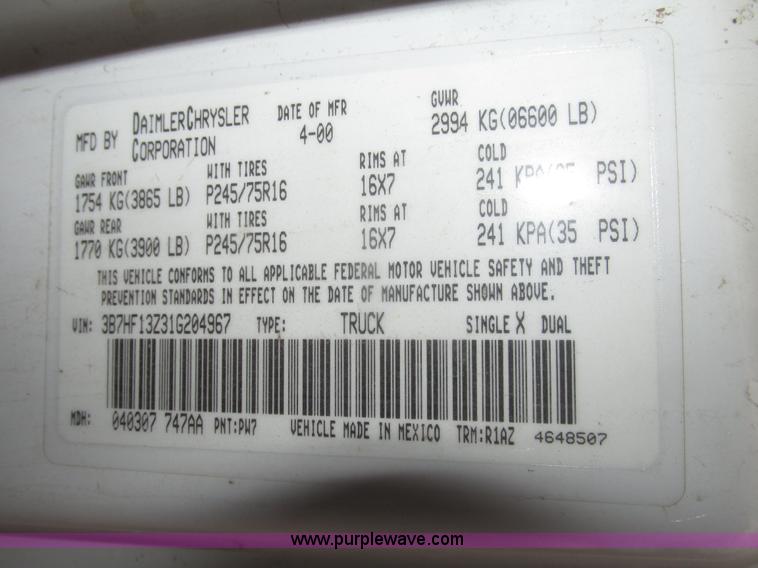 MFD BY DAIMLERCHRYSLER CORPORATION DATE OF MFR 4-00 GVWR 2994 KG(06600 LB)
GAWR FRONT WITH TIRES RIMS AT COLD
1754 KG(3865 LB) P245/75R16 16X7 241 KPA( PSI)
GAWR REAR WITH TIRES RIMS AT COLD
1770 KG(3900 LB) P245/75R16 16X7 241 KPA(35 PSI)
THIS VEHICLE CONFORMS TO ALL APPLICABLE FEDERAL MOTOR VEHICLE SAFETY AND THEFT
PREVENTION STANDARDS IN EFFECT ON THE DATE OF MANUFACTURE SHOWN ABOVE.
VIN: 3B7HF13Z31G204967 TYPE: TRUCK SINGLE X DUAL
MDH: 040307 747AA PNT:PW7 VEHICLE MADE IN MEXICO TRM:R1AZ 4648507
www.purplewave.com